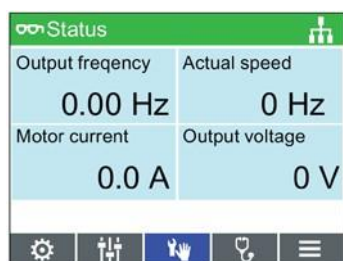 Status
Output freqency
Actual speed
0.00 Hz
0 Hz
Motor current
Output voltage
0.0 A
0 V